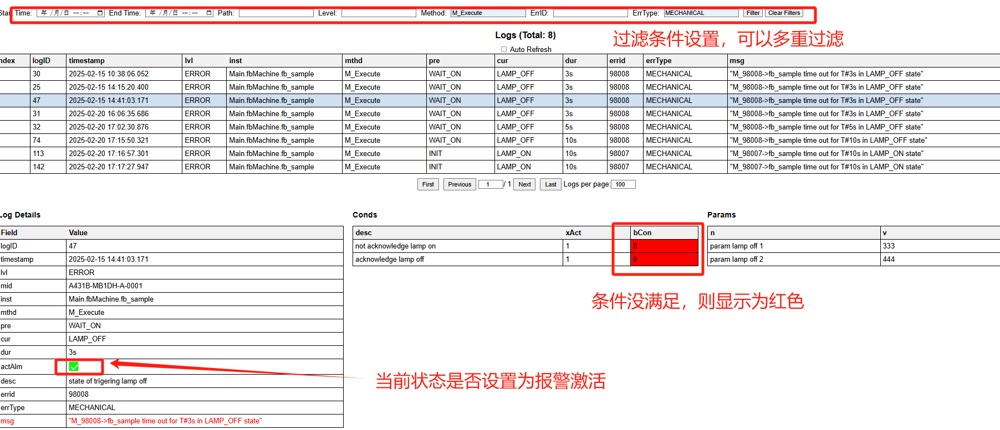 Start Time: 年 /月/日 --:-- End Time: 年 /月/日 --:-- Path: Level: Method: M_Execute ErrID: ErrType: MECHANICAL Filter Clear Filters
Logs (Total: 8)
过滤条件设置，可以多重过滤
Auto Refresh
ndex logID timestamp lvl inst mthd pre cur dur errid errType msg
30 2025-02-15 10:38:06.052 ERROR Main.fbMachine.fb_sample M_Execute WAIT_ON LAMP_OFF 3s 98008 MECHANICAL "M_98008->fb_sample time out for T#3s in LAMP_OFF state"
25 2025-02-15 14:15:20.400 ERROR Main.fbMachine.fb_sample M_Execute WAIT_ON LAMP_OFF 3s 98008 MECHANICAL "M_98008->fb_sample time out for T#3s in LAMP_OFF state"
47 2025-02-15 14:41:03.171 ERROR Main.fbMachine.fb_sample M_Execute WAIT_ON LAMP_OFF 3s 98008 MECHANICAL "M_98008->fb_sample time out for T#3s in LAMP_OFF state"
31 2025-02-20 16:06:35.686 ERROR Main.fbMachine.fb_sample M_Execute WAIT_ON LAMP_OFF 3s 98008 MECHANICAL "M_98008->fb_sample time out for T#3s in LAMP_OFF state"
32 2025-02-20 17:02:30.876 ERROR Main.fbMachine.fb_sample M_Execute WAIT_ON LAMP_OFF 5s 98008 MECHANICAL "M_98008->fb_sample time out for T#5s in LAMP_OFF state"
74 2025-02-20 17:15:50.321 ERROR Main.fbMachine.fb_sample M_Execute WAIT_ON LAMP_OFF 10s 98008 MECHANICAL "M_98008->fb_sample time out for T#10s in LAMP_OFF state"
113 2025-02-20 17:16:57.301 ERROR Main.fbMachine.fb_sample M_Execute INIT LAMP_ON 10s 98007 MECHANICAL "M_98007->fb_sample time out for T#10s in LAMP_ON state"
142 2025-02-20 17:17:27.947 ERROR Main.fbMachine.fb_sample M_Execute INIT LAMP_ON 10s 98007 MECHANICAL "M_98007->fb_sample time out for T#10s in LAMP_ON state"
First Previous 1 / 1 Next Last Logs per page: 100
Log Details
Field Value
logID 47
timestamp 2025-02-15 14:41:03.171
lvl ERROR
mid A431B-MB1DH-A-0001
inst Main.fbMachine.fb_sample
mthd M_Execute
pre WAIT_ON
cur LAMP_OFF
dur 3s
actAlm
desc state of trigering lamp off
errid 98008
errType MECHANICAL
msg "M_98008->fb_sample time out for T#3s in LAMP_OFF state"
Conds
desc xAct bCon
not acknowledge lamp on 1 0
acknowledge lamp off 1 0
Params
n v
param lamp off 1 333
param lamp off 2 444
条件没满足，则显示为红色
当前状态是否设置为报警激活